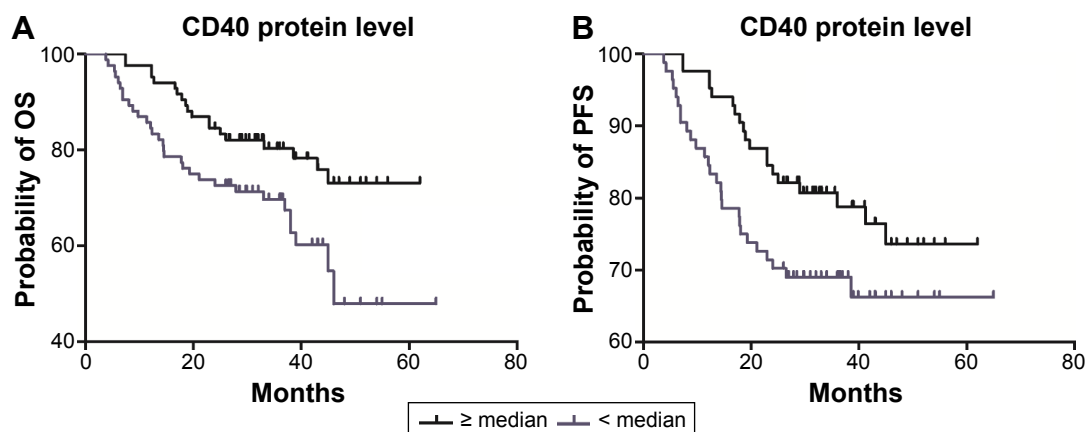 A
CD40 protein level
100
80
60
40
Probability of OS
0
20
40
60
80
Months
B
CD40 protein level
100
90
80
70
60
Probability of PFS
0
20
40
60
80
Months
≥ median
< median